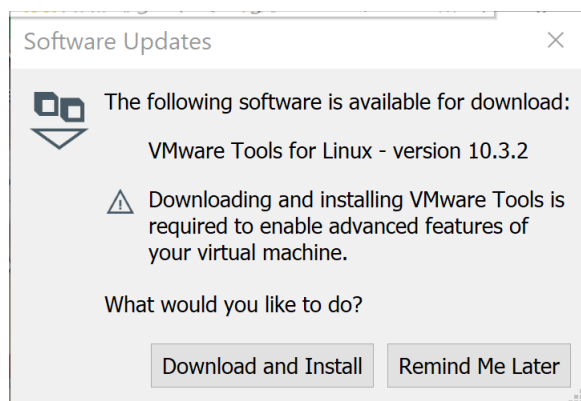 Software Updates
The following software is available for download:
VMware Tools for Linux - version 10.3.2
Downloading and installing VMware Tools is
required to enable advanced features of
your virtual machine.
What would you like to do?
Download and Install
Remind Me Later